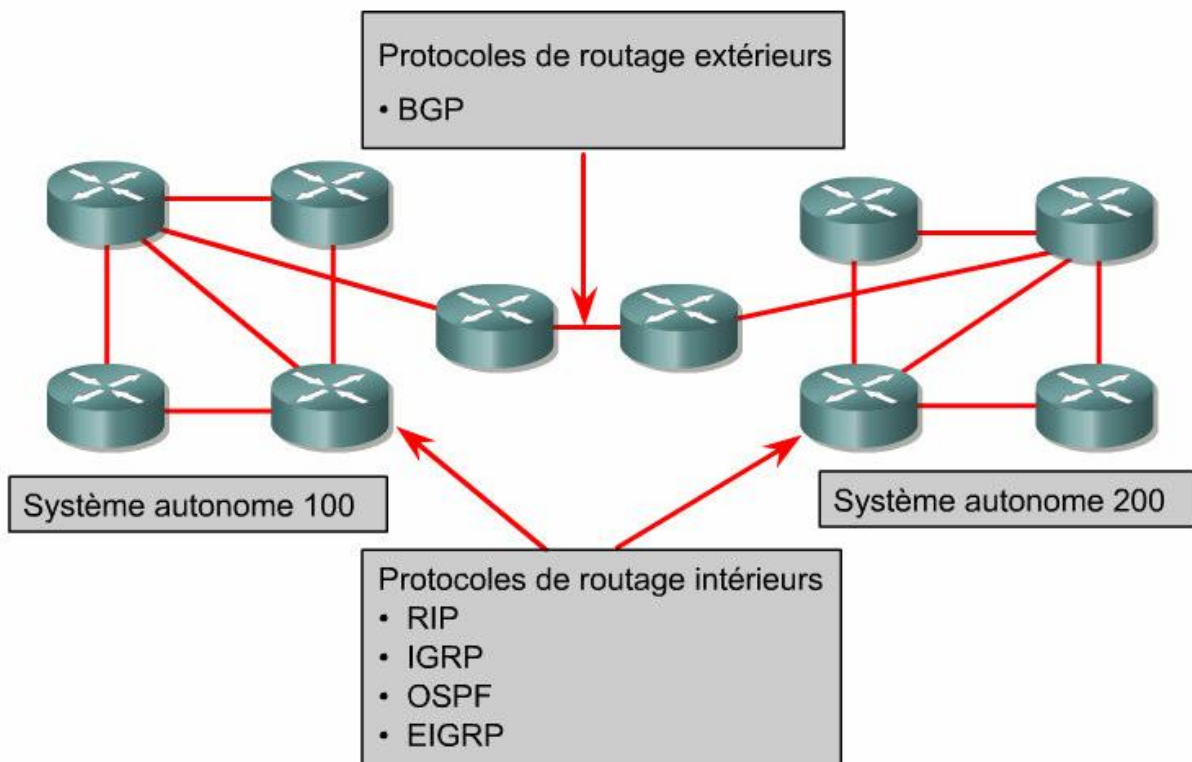 Protocoles de routage extérieurs
• BGP
Système autonome 100
Système autonome 200
Protocoles de routage intérieurs
• RIP
• IGRP
• OSPF
• EIGRP